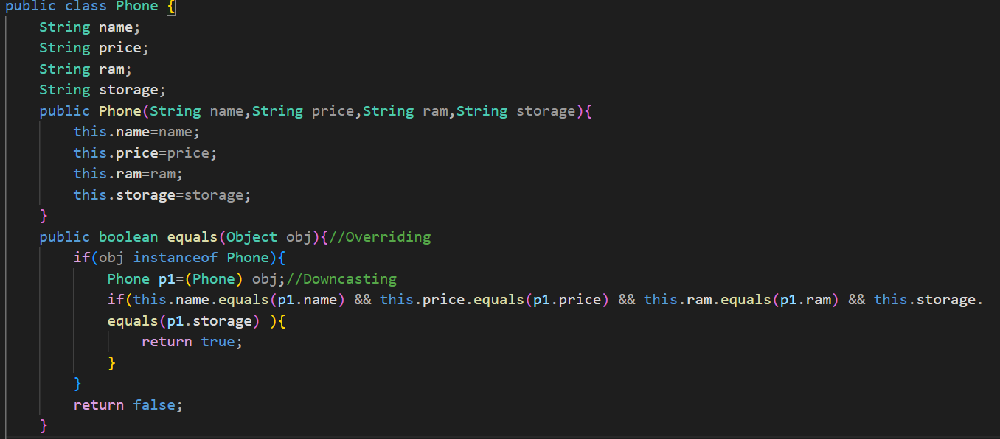 public class Phone {
    String name;
    String price;
    String ram;
    String storage;
    public Phone(String name,String price,String ram,String storage){
        this.name=name;
        this.price=price;
        this.ram=ram;
        this.storage=storage;
    }
    public boolean equals(Object obj){//Overriding
        if(obj instanceof Phone){
            Phone p1=(Phone) obj;//Downcasting
            if(this.name.equals(p1.name) && this.price.equals(p1.price) && this.ram.equals(p1.ram) && this.storage.
            equals(p1.storage) ){
                return true;
            }
        }
        return false;
    }